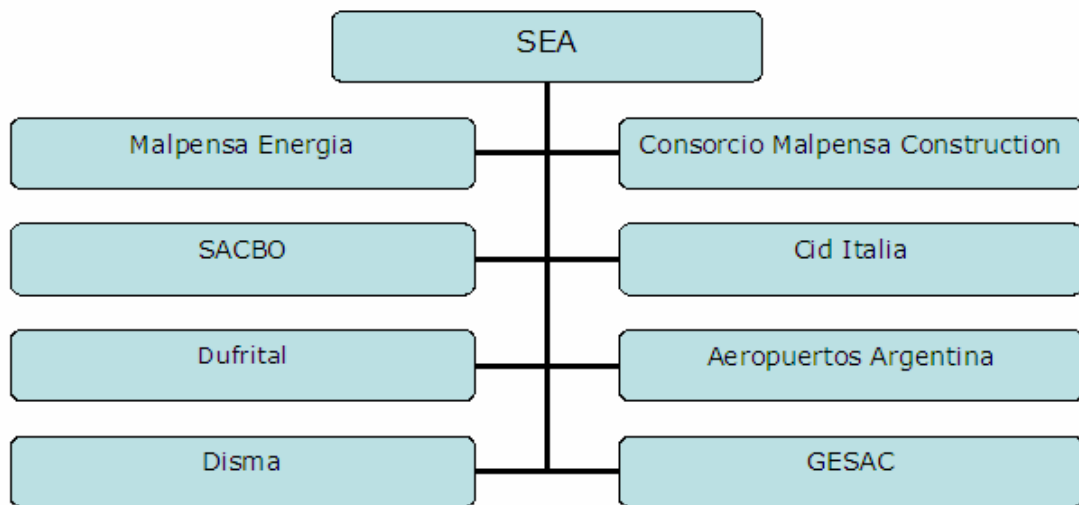 SEA
Malpensa Energia
Consorcio Malpensa Construction
SACBO
Cid Italia
Dufrital
Aeropuertos Argentina
Disma
GESAC